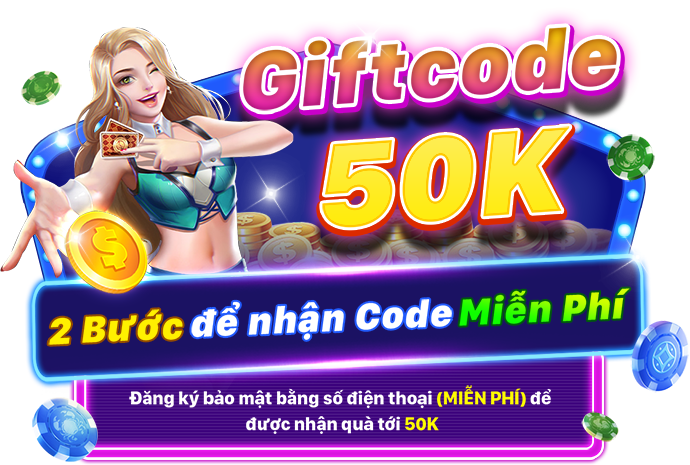 Giftcode
50K
2 Bước để nhận Code Miễn Phí
Đăng ký bảo mật bằng số điện thoại (MIỄN PHÍ) để
được nhận quà tới 50K